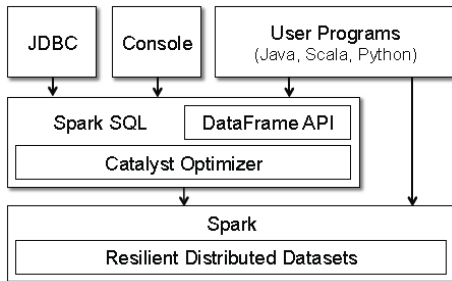 JDBC
Console
User Programs
(Java, Scala, Python)
Spark SQL
DataFrame API
Catalyst Optimizer
Spark
Resilient Distributed Datasets